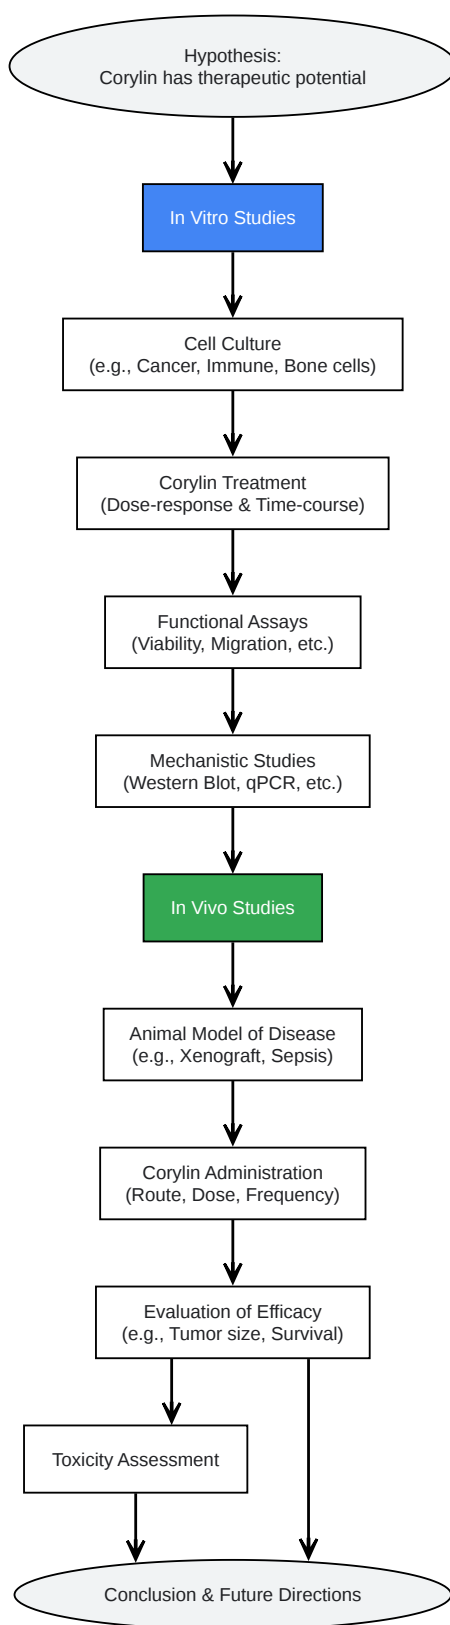 Hypothesis:
Corylin has therapeutic potential
In Vitro Studies
Cell Culture
(e.g., Cancer, Immune, Bone cells)
Corylin Treatment
(Dose-response & Time-course)
Functional Assays
(Viability, Migration, etc.)
Mechanistic Studies
(Western Blot, qPCR, etc.)
In Vivo Studies
Animal Model of Disease
(e.g., Xenograft, Sepsis)
Corylin Administration
(Route, Dose, Frequency)
Evaluation of Efficacy
(e.g., Tumor size, Survival)
Toxicity Assessment
Conclusion & Future Directions